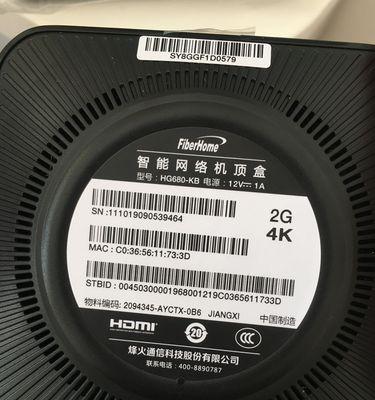 SY8GGF1D0579
FiberHome
智能网络机顶盒
型号: HG680-KB 电源: 12V⎓1A
SN :111019090539464
2G
4K
MAC : C0:36:56:11:73:3D
STBID : 00450300001968001219C0365611733D
物料编码: 2094345-AYCTX-0B6 JIANGXI 中国制造
HDMI 20 CCC
烽火通信科技股份有限公司
联系电话: 400-8890787